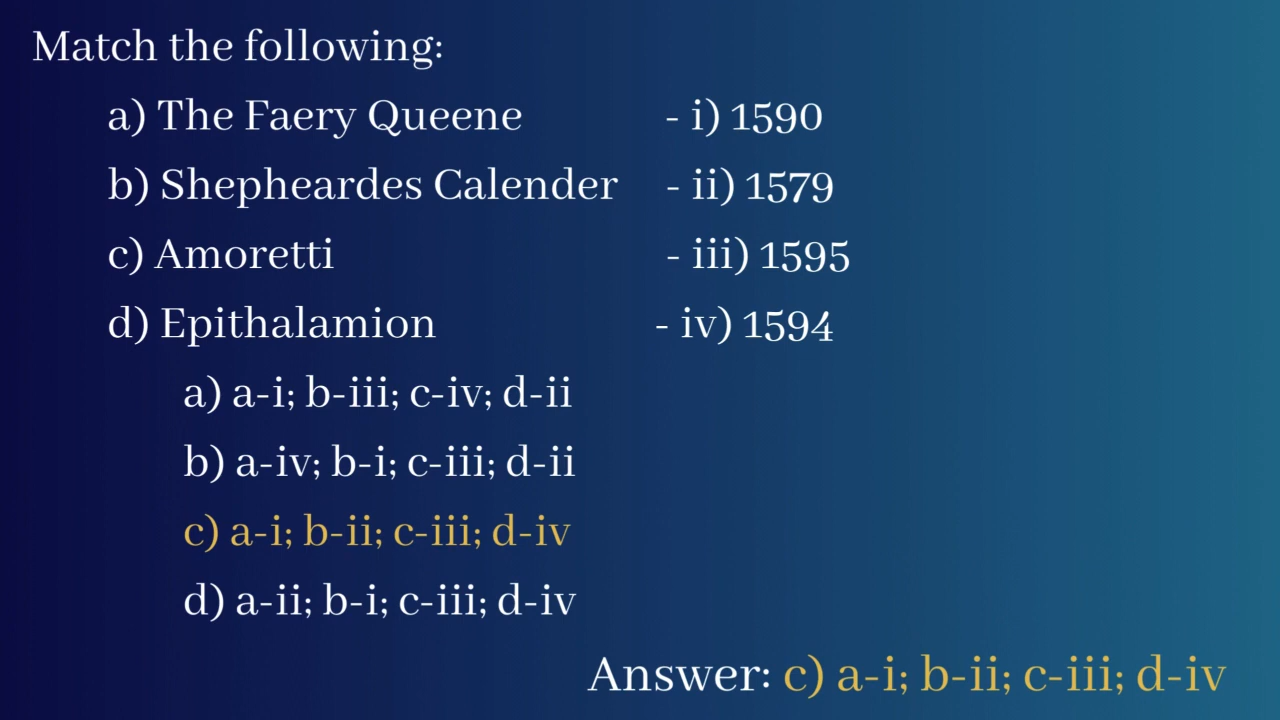 Match the following:
a) The Faery Queene - i) 1590
b) Shepheardes Calender - ii) 1579
c) Amoretti - iii) 1595
d) Epithalamion - iv) 1594
a) a-i; b-iii; c-iv; d-ii
b) a-iv; b-i; c-iii; d-ii
c) a-i; b-ii; c-iii; d-iv
d) a-ii; b-i; c-iii; d-iv
Answer: c) a-i; b-ii; c-iii; d-iv